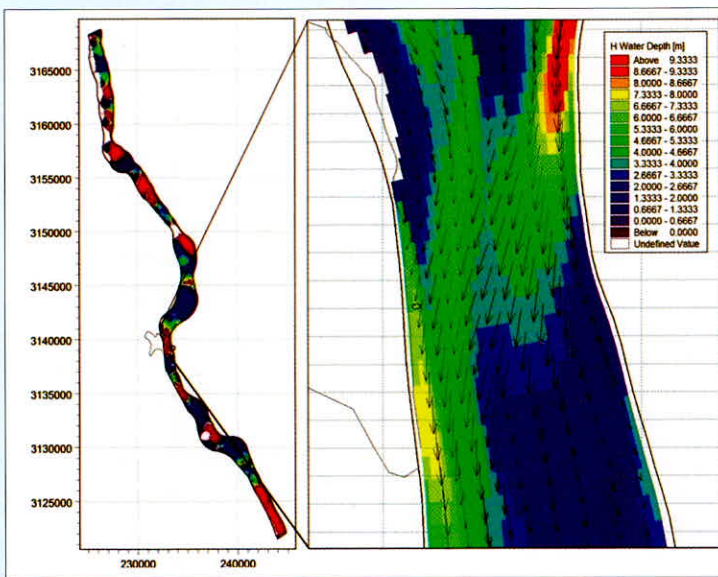 3165000
3160000
3155000
3150000
3145000
3140000
3135000
3130000
3125000
230000 240000
H Water Depth [m]
Above 9.3333
8.6667 - 9.3333
8.0000 - 8.6667
7.3333 - 8.0000
6.6667 - 7.3333
6.0000 - 6.6667
5.3333 - 6.0000
4.6667 - 5.3333
4.0000 - 4.6667
3.3333 - 4.0000
2.6667 - 3.3333
2.0000 - 2.6667
1.3333 - 2.0000
0.6667 - 1.3333
0.0000 - 0.6667
Below 0.0000
Undefined Value